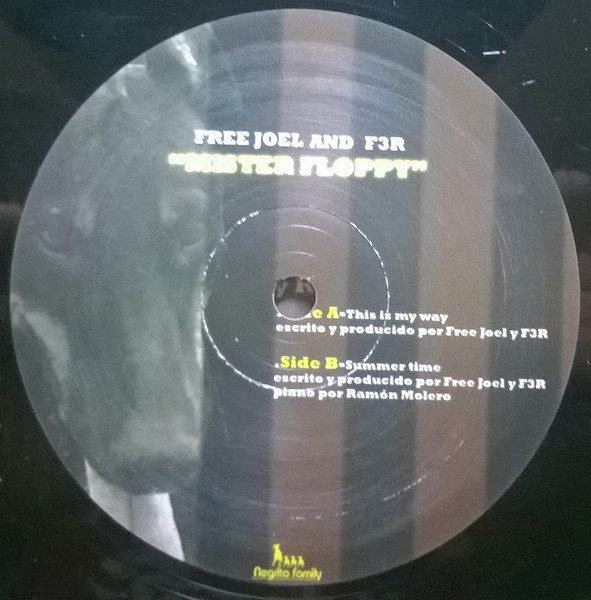 FREE JOEL AND F3R
"MISTER FLOPPY"
A-This is my way
escrito y producido por Free Joel y F3R
.Side B-Summer time
escrito y producido por Free Joel y F3R
piano por Ramón Molero
Negrita family